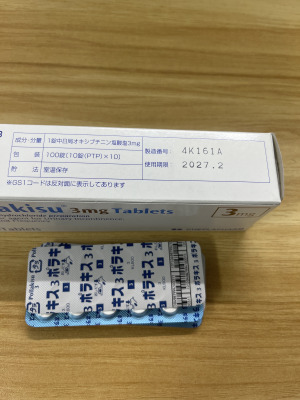 成分・分量 1錠中日局オキシブチニン塩酸塩3mg
包装 100錠(10錠(PTP)×10)
貯法 室温保存
※GS1コードは反対面に表示してあります
製造番号: 4K161A
使用期限: 2027.2
akisu 3mg Tablets
3mg
Tablets
Pollakisu
ポラキス3
ポラキス3